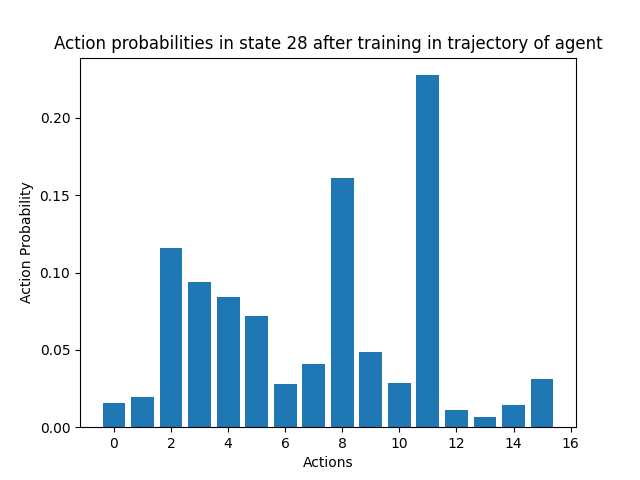 Action probabilities in state 28 after training in trajectory of agent
0.20
0.15
0.10
0.05
0.00
Action Probability
0 2 4 6 8 10 12 14 16
Actions